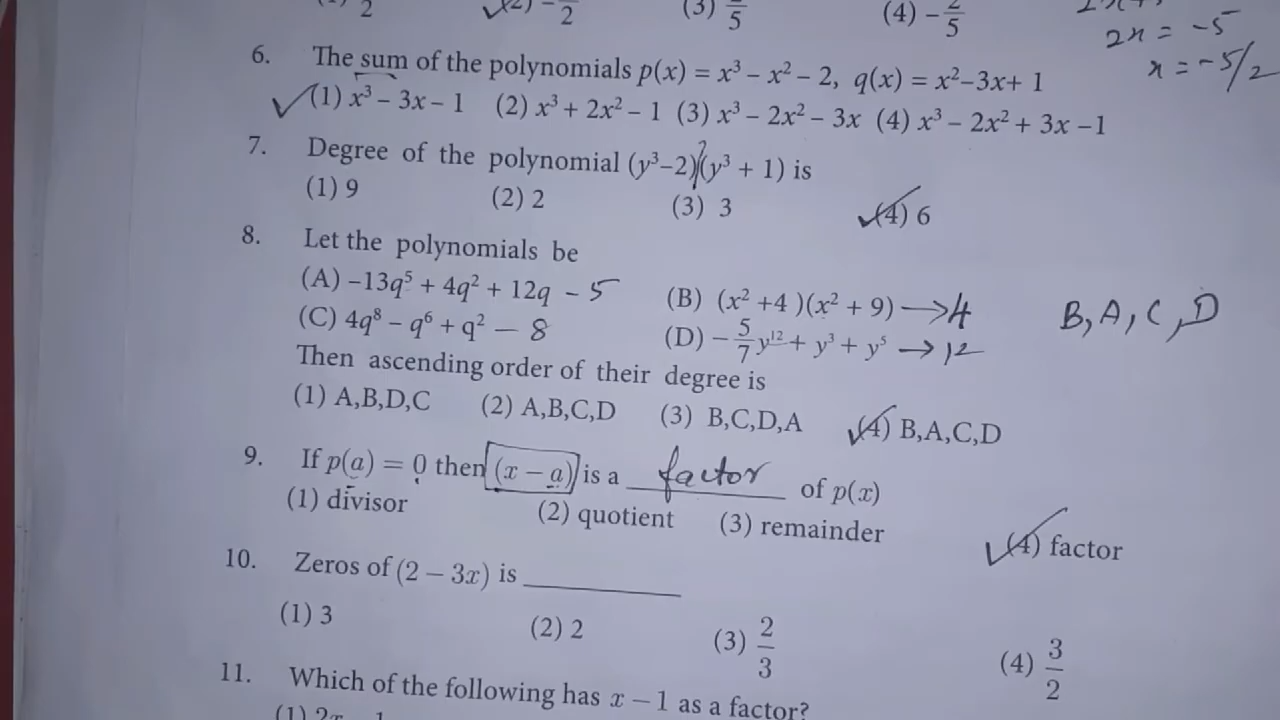 (1) 2 (2) − 2 (3) 5 (4) − 2/5
2x = −5
x = −5/2
6. The sum of the polynomials p(x) = x³ – x² – 2, q(x) = x²–3x+ 1
(1) x³ – 3x – 1 (2) x³ + 2x² – 1 (3) x³ – 2x² – 3x (4) x³ – 2x² + 3x –1
7. Degree of the polynomial (y³–2)(y³ + 1) is
(1) 9 (2) 2 (3) 3 (4) 6
8. Let the polynomials be
(A) –13q⁵ + 4q² + 12q – 5 (B) (x² +4 )(x² + 9) → 4 B, A, C, D
(C) 4q⁸ – q⁶ + q² – 8 (D) – 5/7 y¹² + y³ + y⁵ → 12
Then ascending order of their degree is
(1) A,B,D,C (2) A,B,C,D (3) B,C,D,A (4) B,A,C,D
9. If p(a) = 0 then (x – a) is a factor of p(x)
(1) divisor (2) quotient (3) remainder (4) factor
10. Zeros of (2 – 3x) is ________
(1) 3 (2) 2 (3) 2/3 (4) 3/2
11. Which of the following has x – 1 as a factor?